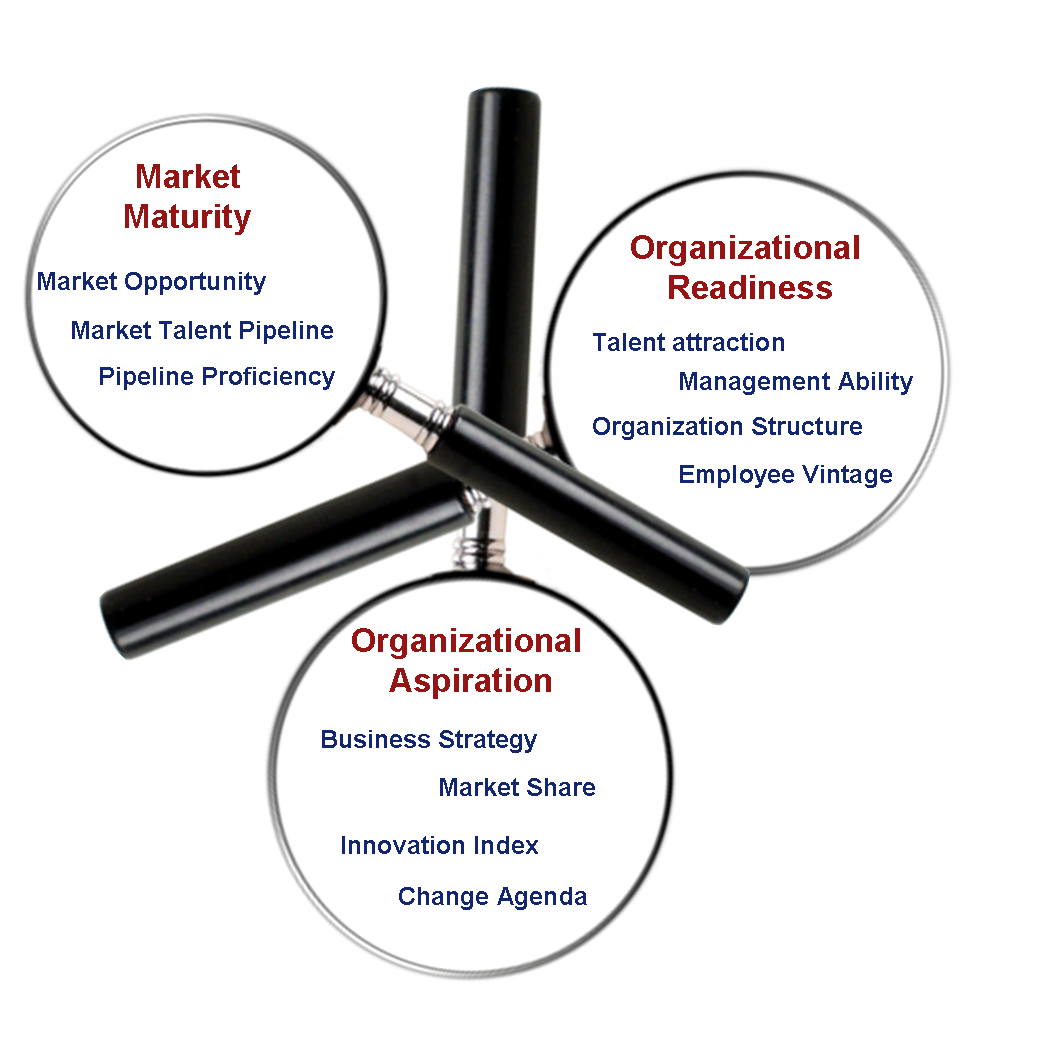 Market
Maturity
Market Opportunity
Market Talent Pipeline
Pipeline Proficiency
Organizational
Readiness
Talent attraction
Management Ability
Organization Structure
Employee Vintage
Organizational
Aspiration
Business Strategy
Market Share
Innovation Index
Change Agenda